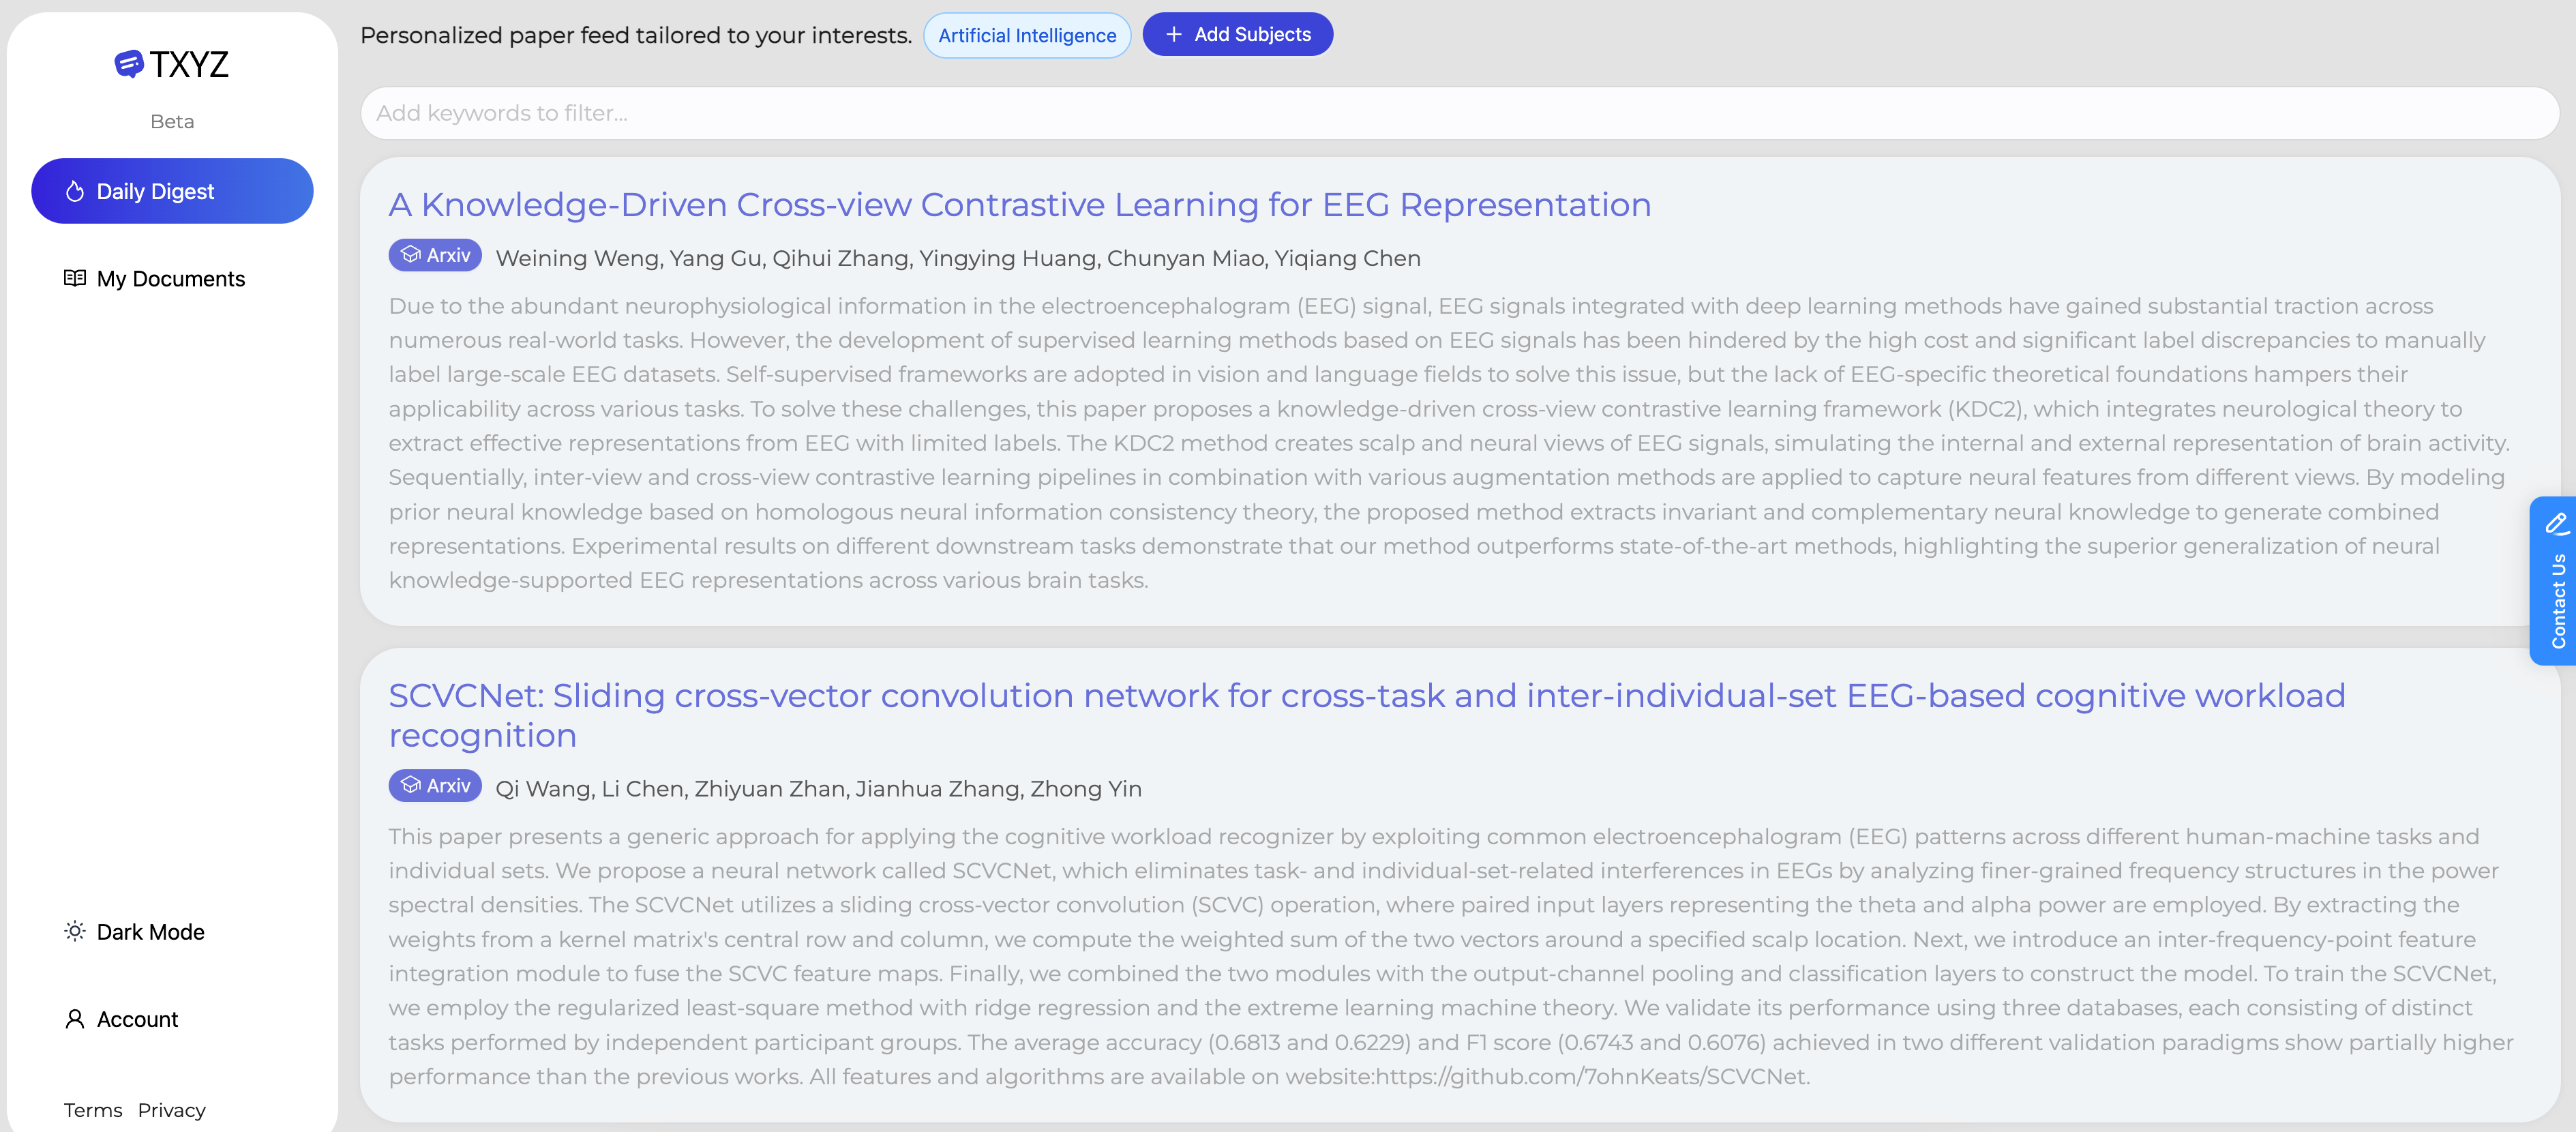 TXYZ
Beta
Daily Digest
My Documents
Dark Mode
Account
Terms Privacy
Personalized paper feed tailored to your interests. Artificial Intelligence + Add Subjects
Add keywords to filter...
A Knowledge-Driven Cross-view Contrastive Learning for EEG Representation
Arxiv Weining Weng, Yang Gu, Qihui Zhang, Yingying Huang, Chunyan Miao, Yiqiang Chen
Due to the abundant neurophysiological information in the electroencephalogram (EEG) signal, EEG signals integrated with deep learning methods have gained substantial traction across
numerous real-world tasks. However, the development of supervised learning methods based on EEG signals has been hindered by the high cost and significant label discrepancies to manually
label large-scale EEG datasets. Self-supervised frameworks are adopted in vision and language fields to solve this issue, but the lack of EEG-specific theoretical foundations hampers their
applicability across various tasks. To solve these challenges, this paper proposes a knowledge-driven cross-view contrastive learning framework (KDC2), which integrates neurological theory to
extract effective representations from EEG with limited labels. The KDC2 method creates scalp and neural views of EEG signals, simulating the internal and external representation of brain activity.
Sequentially, inter-view and cross-view contrastive learning pipelines in combination with various augmentation methods are applied to capture neural features from different views. By modeling
prior neural knowledge based on homologous neural information consistency theory, the proposed method extracts invariant and complementary neural knowledge to generate combined
representations. Experimental results on different downstream tasks demonstrate that our method outperforms state-of-the-art methods, highlighting the superior generalization of neural
knowledge-supported EEG representations across various brain tasks.
SCVCNet: Sliding cross-vector convolution network for cross-task and inter-individual-set EEG-based cognitive workload
recognition
Arxiv Qi Wang, Li Chen, Zhiyuan Zhan, Jianhua Zhang, Zhong Yin
This paper presents a generic approach for applying the cognitive workload recognizer by exploiting common electroencephalogram (EEG) patterns across different human-machine tasks and
individual sets. We propose a neural network called SCVCNet, which eliminates task- and individual-set-related interferences in EEGs by analyzing finer-grained frequency structures in the power
spectral densities. The SCVCNet utilizes a sliding cross-vector convolution (SCVC) operation, where paired input layers representing the theta and alpha power are employed. By extracting the
weights from a kernel matrix's central row and column, we compute the weighted sum of the two vectors around a specified scalp location. Next, we introduce an inter-frequency-point feature
integration module to fuse the SCVC feature maps. Finally, we combined the two modules with the output-channel pooling and classification layers to construct the model. To train the SCVCNet,
we employ the regularized least-square method with ridge regression and the extreme learning machine theory. We validate its performance using three databases, each consisting of distinct
tasks performed by independent participant groups. The average accuracy (0.6813 and 0.6229) and F1 score (0.6743 and 0.6076) achieved in two different validation paradigms show partially higher
performance than the previous works. All features and algorithms are available on website:https://github.com/7ohnKeats/SCVCNet.
Contact Us